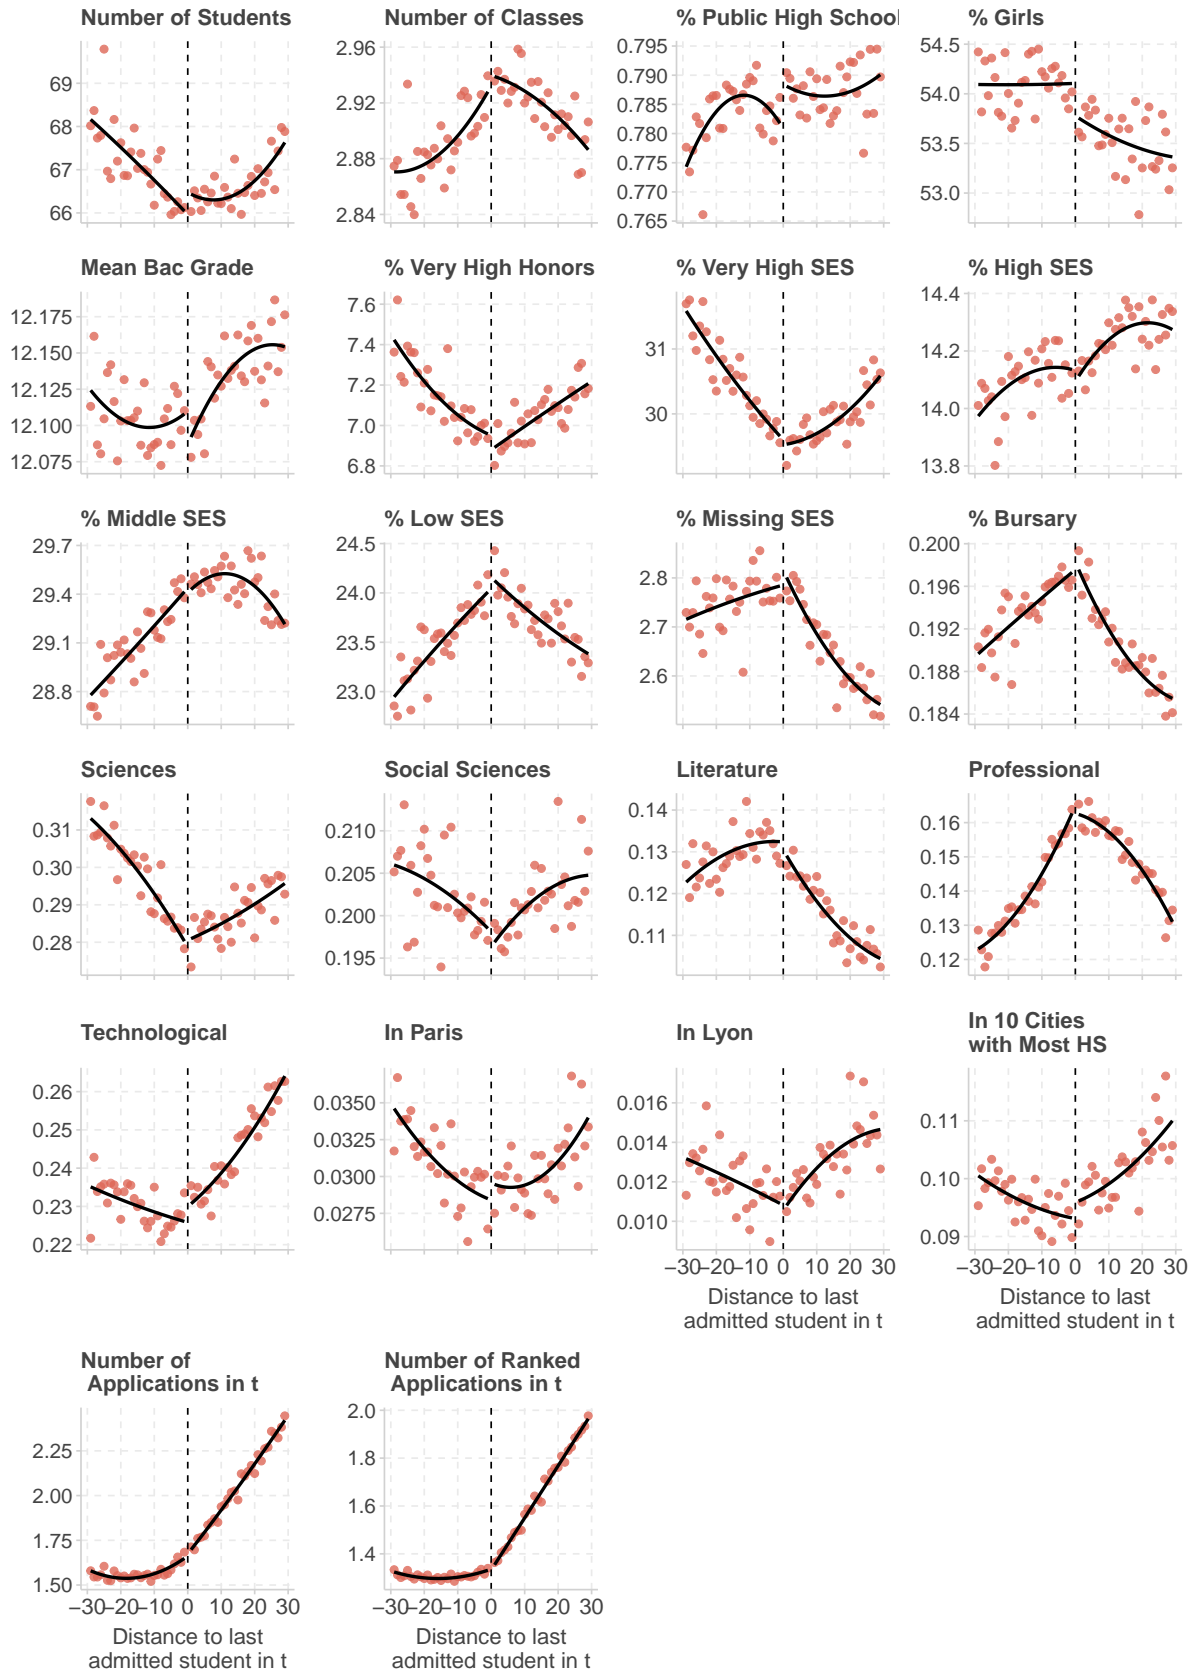 Number of Students
Number of Classes
% Public High School
% Girls
69
68
67
66
2.96
2.92
2.88
2.84
0.795
0.790
0.785
0.780
0.775
0.770
0.765
54.5
54.0
53.5
53.0
Mean Bac Grade
% Very High Honors
% Very High SES
% High SES
12.175
12.150
12.125
12.100
12.075
7.6
7.4
7.2
7.0
6.8
31
30
14.4
14.2
14.0
13.8
% Middle SES
% Low SES
% Missing SES
% Bursary
29.7
29.4
29.1
28.8
24.5
24.0
23.5
23.0
2.8
2.7
2.6
0.200
0.196
0.192
0.188
0.184
Sciences
Social Sciences
Literature
Professional
0.31
0.30
0.29
0.28
0.210
0.205
0.200
0.195
0.14
0.13
0.12
0.11
0.16
0.15
0.14
0.13
0.12
Technological
In Paris
In Lyon
In 10 Cities
with Most HS
0.26
0.25
0.24
0.23
0.22
0.0350
0.0325
0.0300
0.0275
0.016
0.014
0.012
0.010
0.11
0.10
0.09
−30−20−10 0 10 20 30
Distance to last
admitted student in t
−30−20−10 0 10 20 30
Distance to last
admitted student in t
Number of
Applications in t
Number of Ranked
Applications in t
2.25
2.00
1.75
1.50
2.0
1.8
1.6
1.4
−30−20−10 0 10 20 30
Distance to last
admitted student in t
−30−20−10 0 10 20 30
Distance to last
admitted student in t